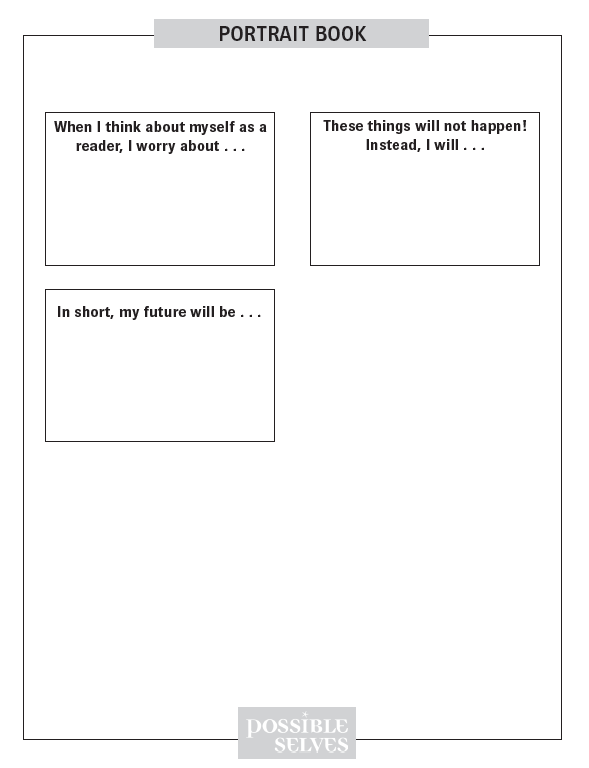 PORTRAIT BOOK
When I think about myself as a
reader, I worry about . . .
These things will not happen!
Instead, I will . . .
In short, my future will be . . .
POSSIBLE
SELVES